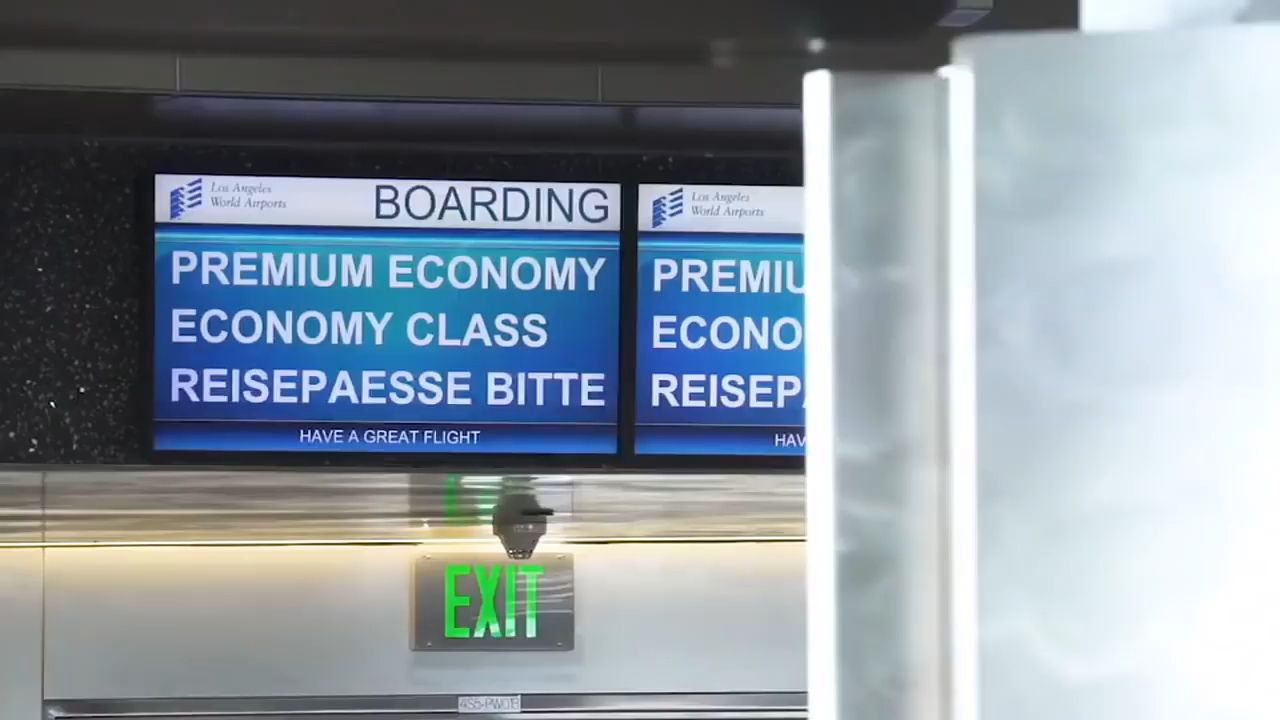 Los Angeles
World Airports
BOARDING
PREMIUM ECONOMY
ECONOMY CLASS
REISEPAESSE BITTE
HAVE A GREAT FLIGHT
Los Angeles
World Airports
PREMIU
ECONO
REISEP
HAV
EXIT